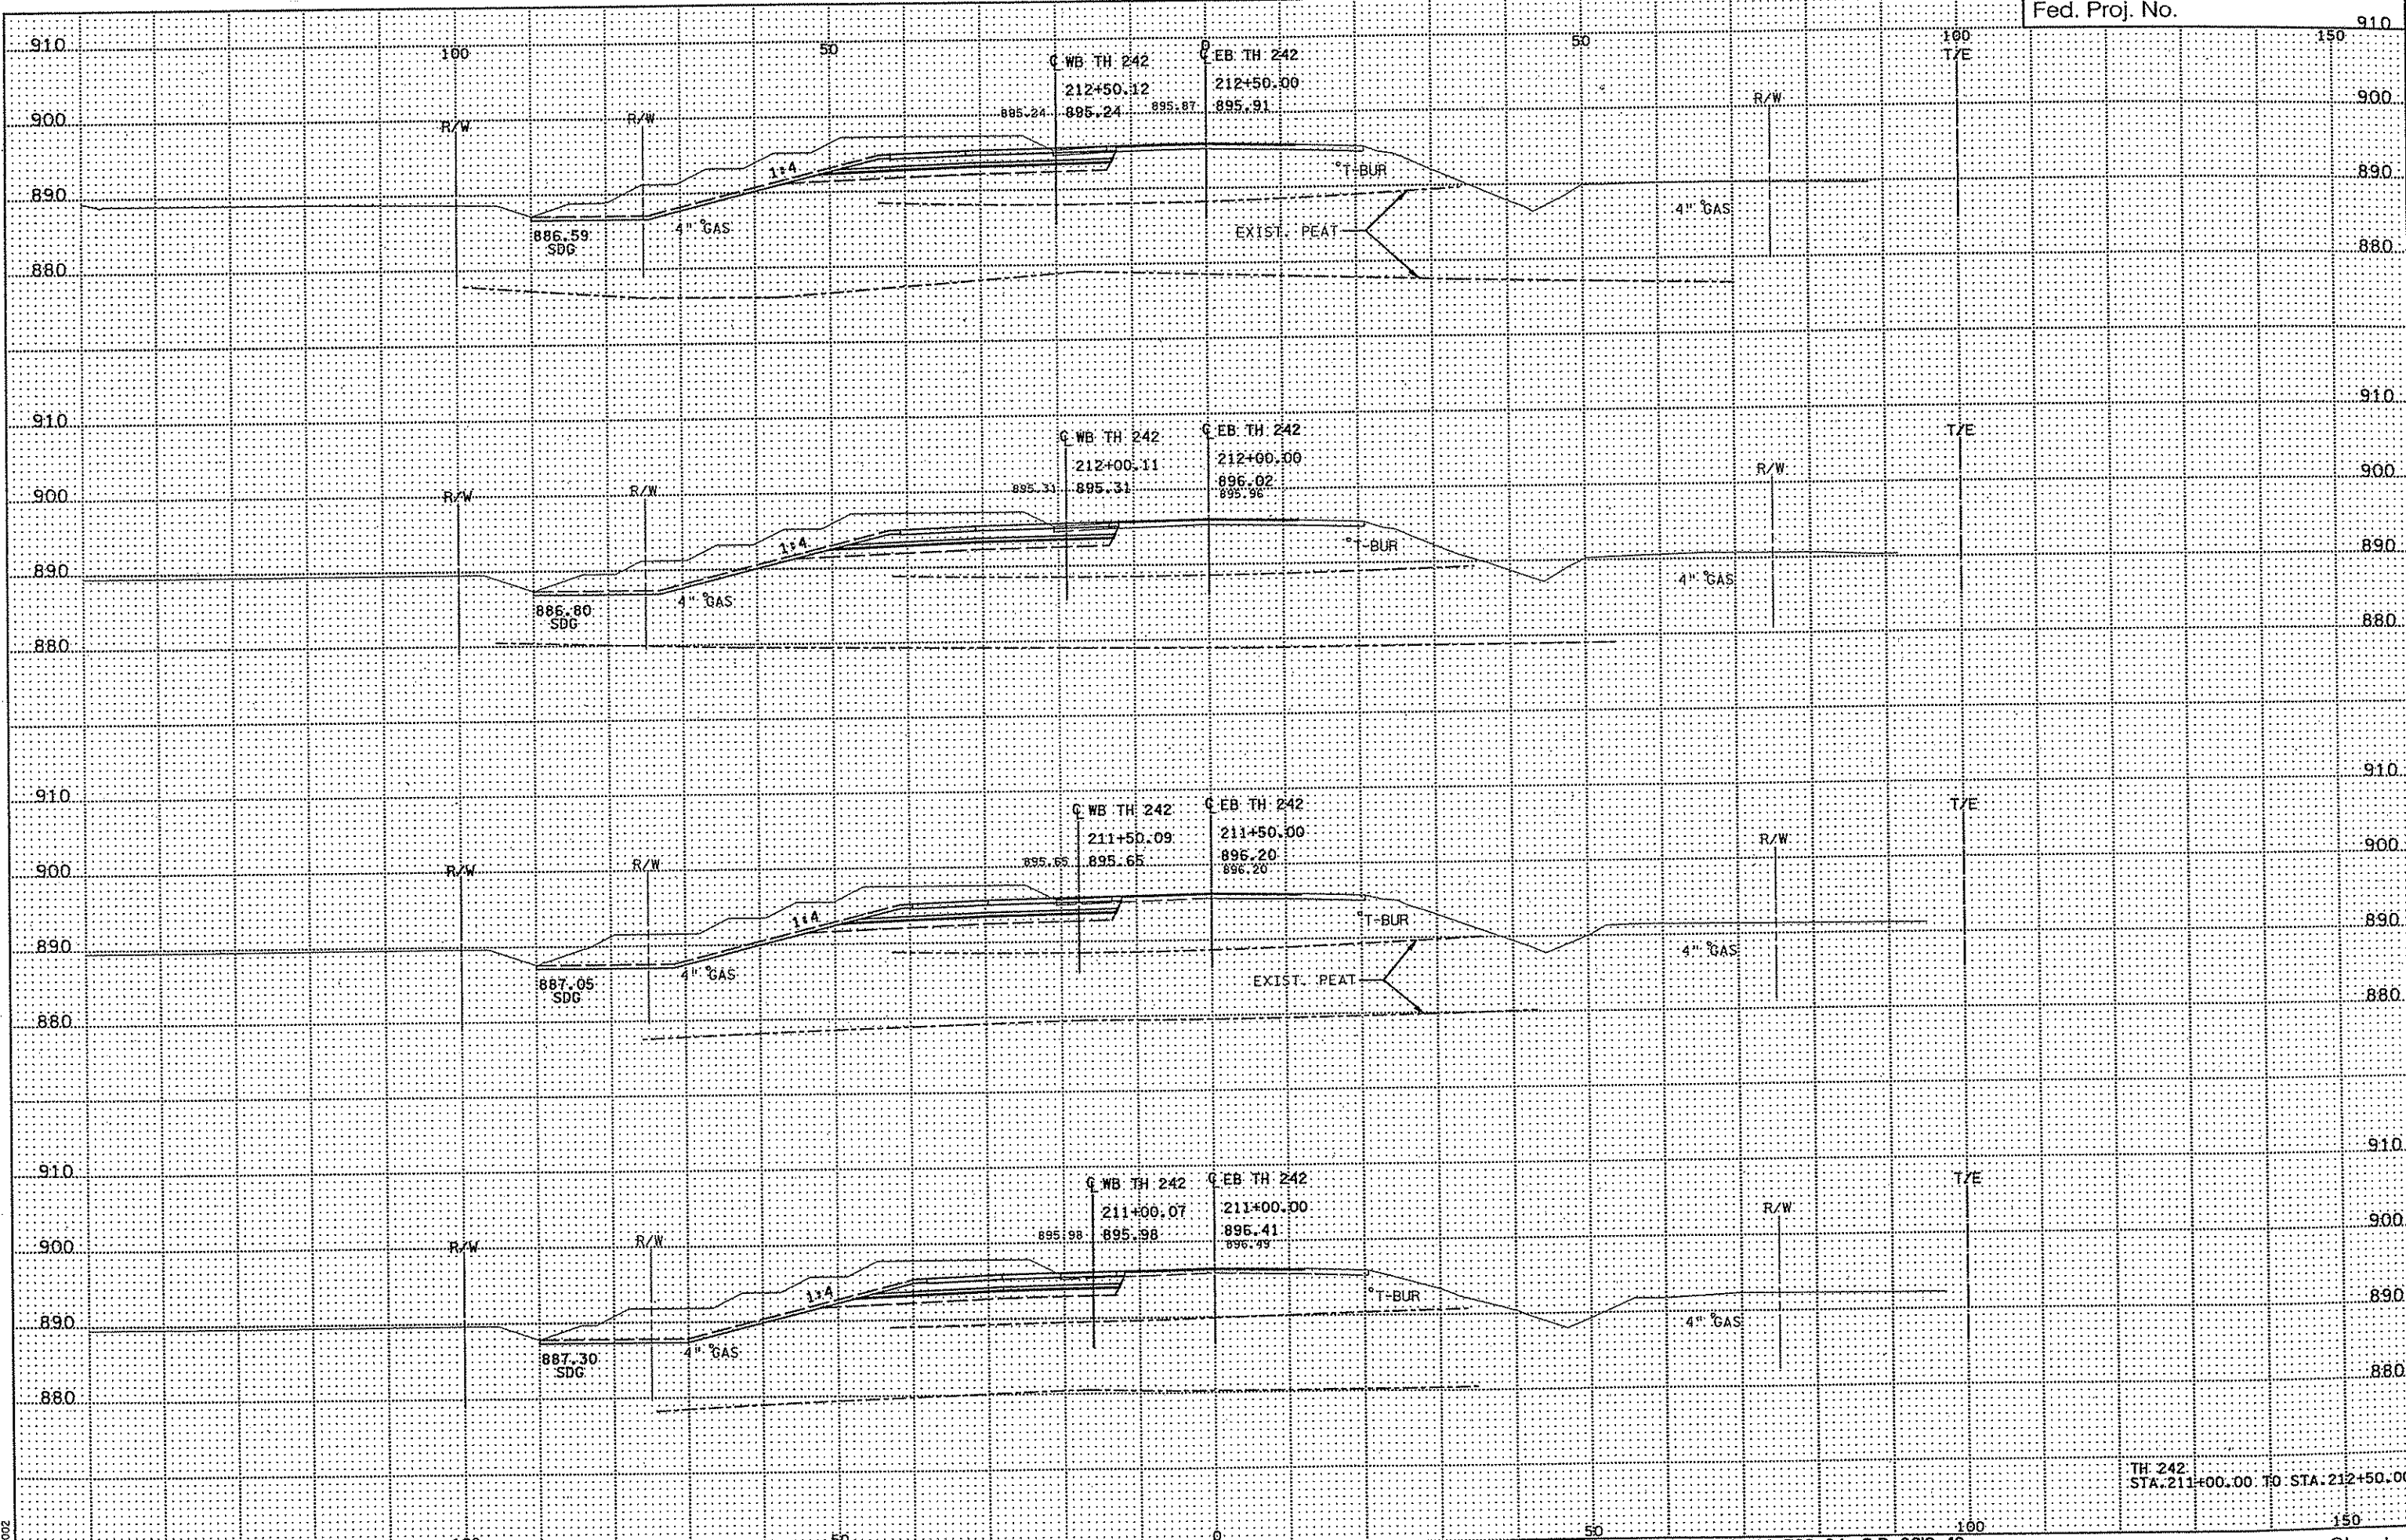 Fed. Proj. No.
910 100 50 0 50 100 150 910
T/E
℄ WB TH 242 ℄ EB TH 242
212+50.12 212+50.00
895.24 895.24 895.87 895.91
900 R/W R/W R/W 900
1:4 °T-BUR
890 4" °GAS 4" °GAS 890
886.59
SDG
EXIST. PEAT
880 880
910 910
℄ WB TH 242 ℄ EB TH 242 T/E
212+00.11 212+00.00
895.31 895.31 896.02
895.96
900 R/W R/W R/W 900
1:4 °T-BUR
890 4" °GAS 4" °GAS 890
886.80
SDG
880 880
910 910
℄ WB TH 242 ℄ EB TH 242 T/E
211+50.09 211+50.00
895.65 895.65 896.20
896.20
900 R/W R/W R/W 900
1:4 °T-BUR
890 4" °GAS 4" °GAS 890
887.05
SDG
EXIST. PEAT
880 880
910 910
℄ WB TH 242 ℄ EB TH 242 T/E
211+00.07 211+00.00
895.98 895.98 896.41
896.49
900 R/W R/W R/W 900
1:4 °T-BUR
890 4" °GAS 4" °GAS 890
887.30
SDG
880 880
TH 242
STA.211+00.00 TO STA.212+50.00
002
50 0 50 100 150